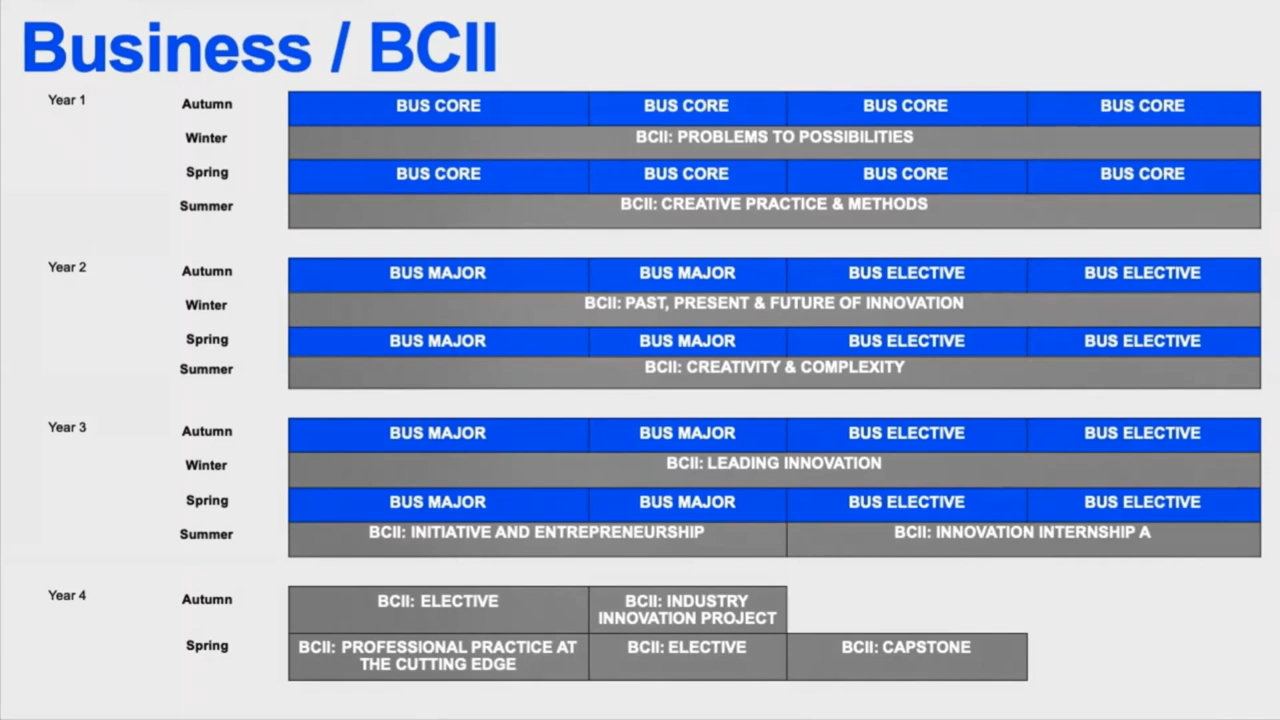 Business / BCII
Year 1
Autumn
BUS CORE
BUS CORE
BUS CORE
BUS CORE
Winter
BCII: PROBLEMS TO POSSIBILITIES
Spring
BUS CORE
BUS CORE
BUS CORE
BUS CORE
Summer
BCII: CREATIVE PRACTICE & METHODS
Year 2
Autumn
BUS MAJOR
BUS MAJOR
BUS ELECTIVE
BUS ELECTIVE
Winter
BCII: PAST, PRESENT & FUTURE OF INNOVATION
Spring
BUS MAJOR
BUS MAJOR
BUS ELECTIVE
BUS ELECTIVE
Summer
BCII: CREATIVITY & COMPLEXITY
Year 3
Autumn
BUS MAJOR
BUS MAJOR
BUS ELECTIVE
BUS ELECTIVE
Winter
BCII: LEADING INNOVATION
Spring
BUS MAJOR
BUS MAJOR
BUS ELECTIVE
BUS ELECTIVE
Summer
BCII: INITIATIVE AND ENTREPRENEURSHIP
BCII: INNOVATION INTERNSHIP A
Year 4
Autumn
BCII: ELECTIVE
BCII: INDUSTRY
INNOVATION PROJECT
Spring
BCII: PROFESSIONAL PRACTICE AT
THE CUTTING EDGE
BCII: ELECTIVE
BCII: CAPSTONE